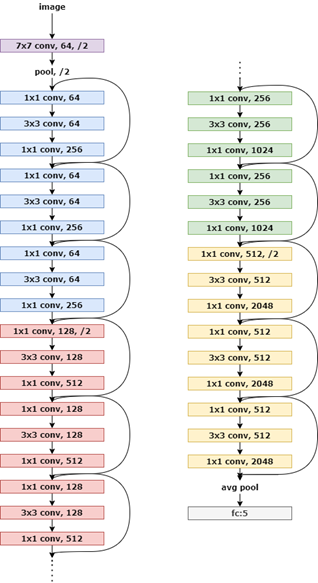 image
7x7 conv, 64, /2
pool, /2
1x1 conv, 64
3x3 conv, 64
1x1 conv, 256
1x1 conv, 64
3x3 conv, 64
1x1 conv, 256
1x1 conv, 64
3x3 conv, 64
1x1 conv, 256
1x1 conv, 128, /2
3x3 conv, 128
1x1 conv, 512
1x1 conv, 128
3x3 conv, 128
1x1 conv, 512
1x1 conv, 128
3x3 conv, 128
1x1 conv, 512
1x1 conv, 256
3x3 conv, 256
1x1 conv, 1024
1x1 conv, 256
3x3 conv, 256
1x1 conv, 1024
1x1 conv, 512, /2
3x3 conv, 512
1x1 conv, 2048
1x1 conv, 512
3x3 conv, 512
1x1 conv, 2048
1x1 conv, 512
3x3 conv, 512
1x1 conv, 2048
avg pool
fc:5